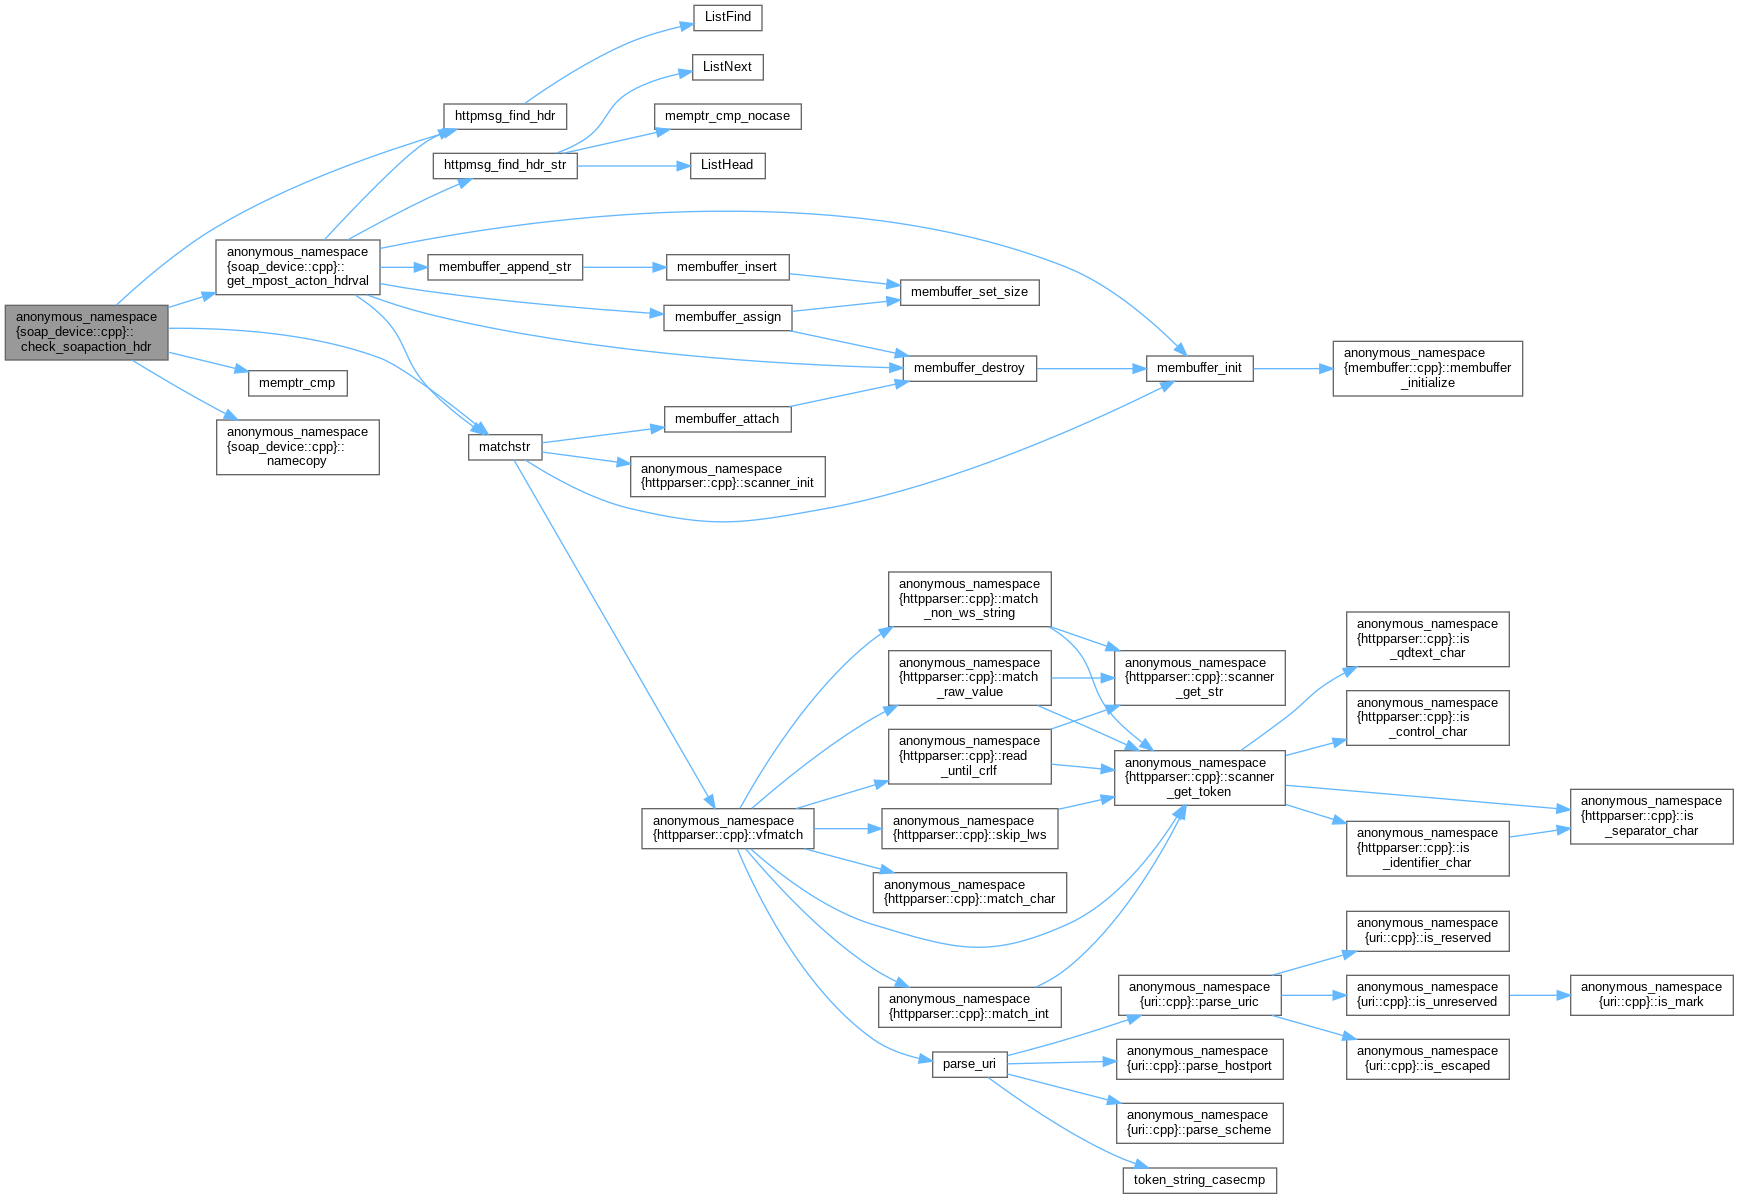 ListFind
ListNext
httpmsg_find_hdr
memptr_cmp_nocase
httpmsg_find_hdr_str
ListHead
anonymous_namespace
{soap_device::cpp}::
get_mpost_acton_hdrval
membuffer_append_str
membuffer_insert
membuffer_set_size
anonymous_namespace
{soap_device::cpp}::
check_soapaction_hdr
membuffer_assign
membuffer_destroy
membuffer_init
anonymous_namespace
{membuffer::cpp}::membuffer
_initialize
memptr_cmp
membuffer_attach
anonymous_namespace
{soap_device::cpp}::
namecopy
matchstr
anonymous_namespace
{httpparser::cpp}::scanner_init
anonymous_namespace
{httpparser::cpp}::match
_non_ws_string
anonymous_namespace
{httpparser::cpp}::is
_qdtext_char
anonymous_namespace
{httpparser::cpp}::match
_raw_value
anonymous_namespace
{httpparser::cpp}::scanner
_get_str
anonymous_namespace
{httpparser::cpp}::is
_control_char
anonymous_namespace
{httpparser::cpp}::read
_until_crlf
anonymous_namespace
{httpparser::cpp}::scanner
_get_token
anonymous_namespace
{httpparser::cpp}::is
_separator_char
anonymous_namespace
{httpparser::cpp}::vfmatch
anonymous_namespace
{httpparser::cpp}::skip_lws
anonymous_namespace
{httpparser::cpp}::is
_identifier_char
anonymous_namespace
{httpparser::cpp}::match_char
anonymous_namespace
{uri::cpp}::is_reserved
anonymous_namespace
{httpparser::cpp}::match_int
anonymous_namespace
{uri::cpp}::parse_uric
anonymous_namespace
{uri::cpp}::is_unreserved
anonymous_namespace
{uri::cpp}::is_mark
parse_uri
anonymous_namespace
{uri::cpp}::parse_hostport
anonymous_namespace
{uri::cpp}::is_escaped
anonymous_namespace
{uri::cpp}::parse_scheme
token_string_casecmp